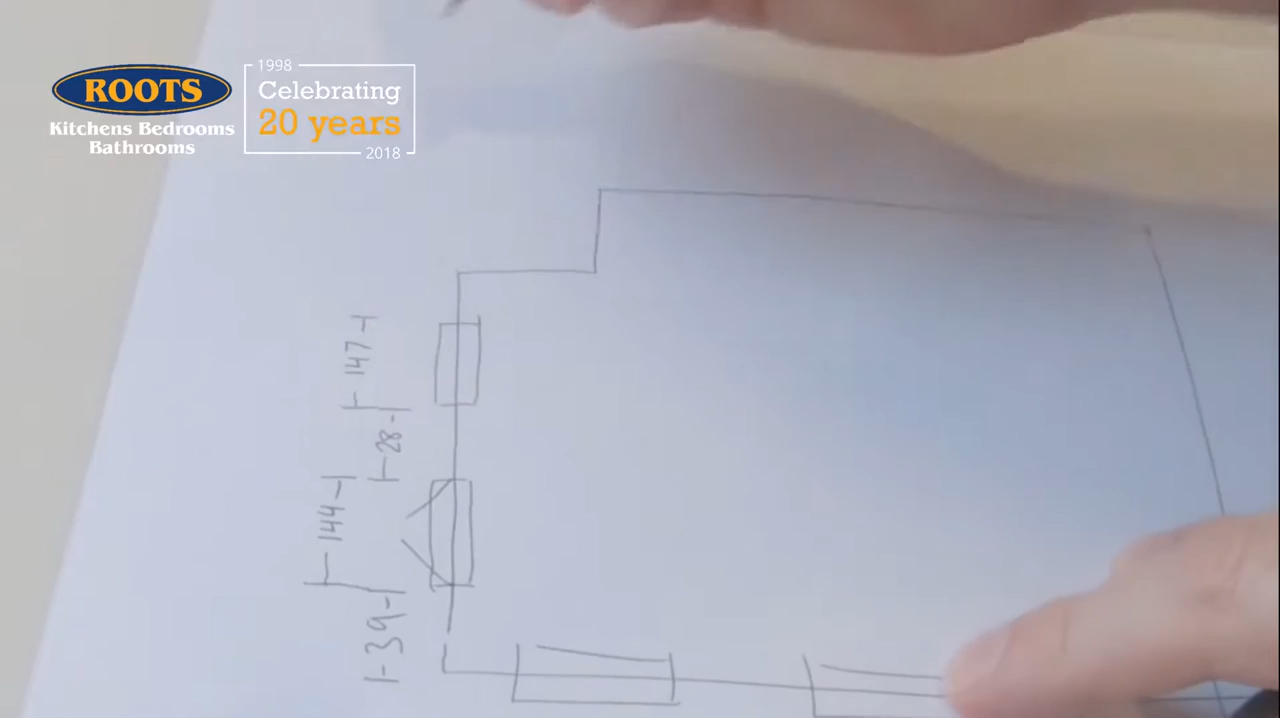 ROOTS
Kitchens Bedrooms
Bathrooms
1998
Celebrating
20 years
2018
147
28
144
39